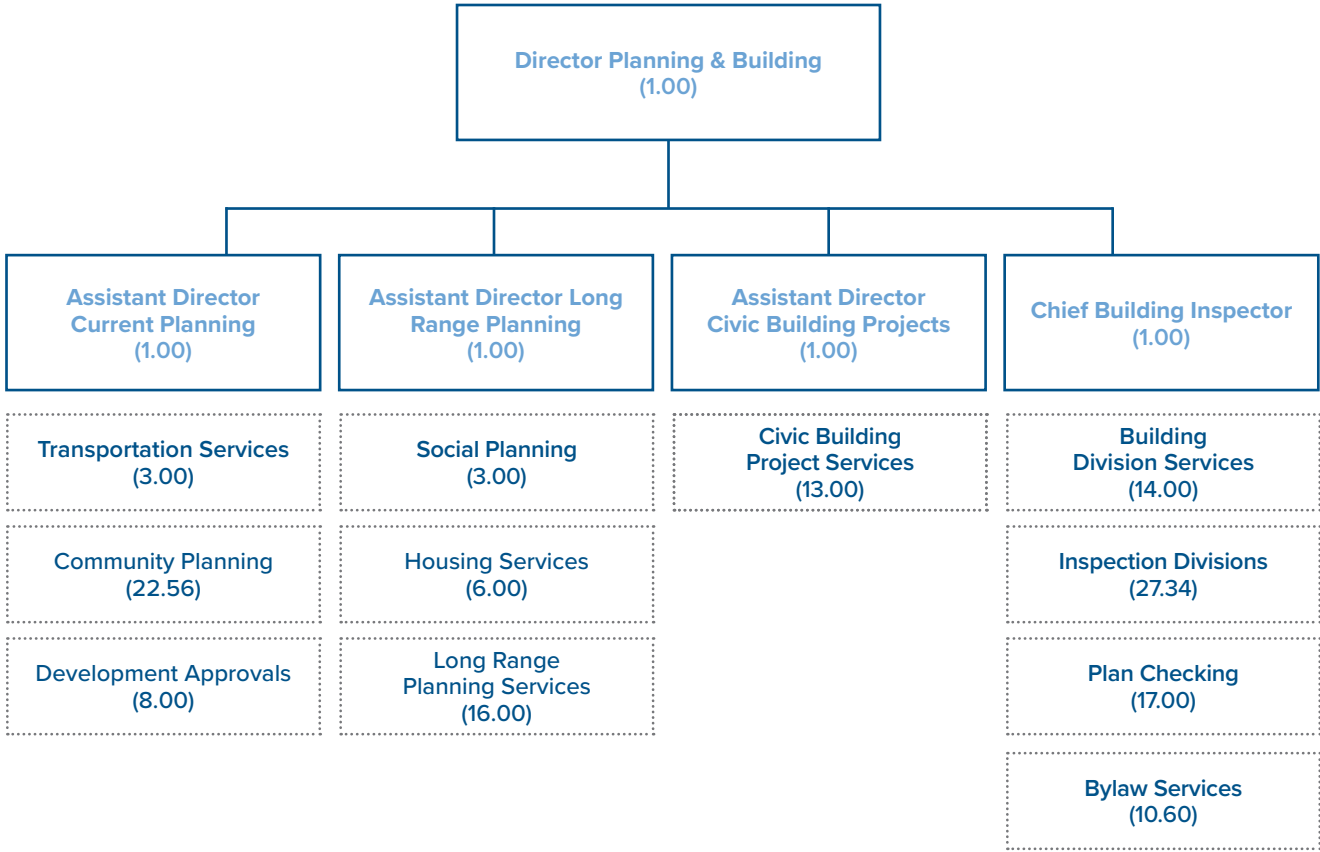 Director Planning & Building
(1.00)
Assistant Director
Current Planning
(1.00)
Assistant Director Long
Range Planning
(1.00)
Assistant Director
Civic Building Projects
(1.00)
Chief Building Inspector
(1.00)
Transportation Services
(3.00)
Community Planning
(22.56)
Development Approvals
(8.00)
Social Planning
(3.00)
Housing Services
(6.00)
Long Range
Planning Services
(16.00)
Civic Building
Project Services
(13.00)
Building
Division Services
(14.00)
Inspection Divisions
(27.34)
Plan Checking
(17.00)
Bylaw Services
(10.60)